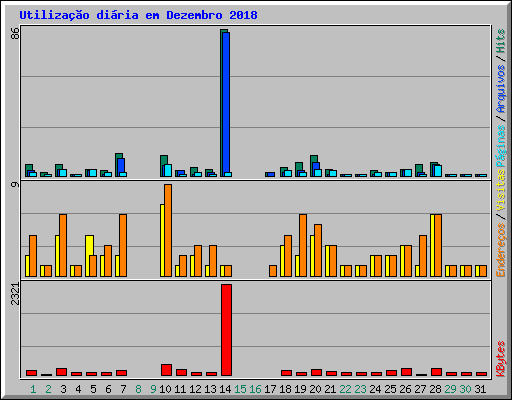 Utilização diária em Dezembro 2018
86
9
2321
Hits / Arquivos / Páginas
Visitas / Endereços
KBytes
1 2 3 4 5 6 7 8 9 10 11 12 13 14 15 16 17 18 19 20 21 22 23 24 25 26 27 28 29 30 31